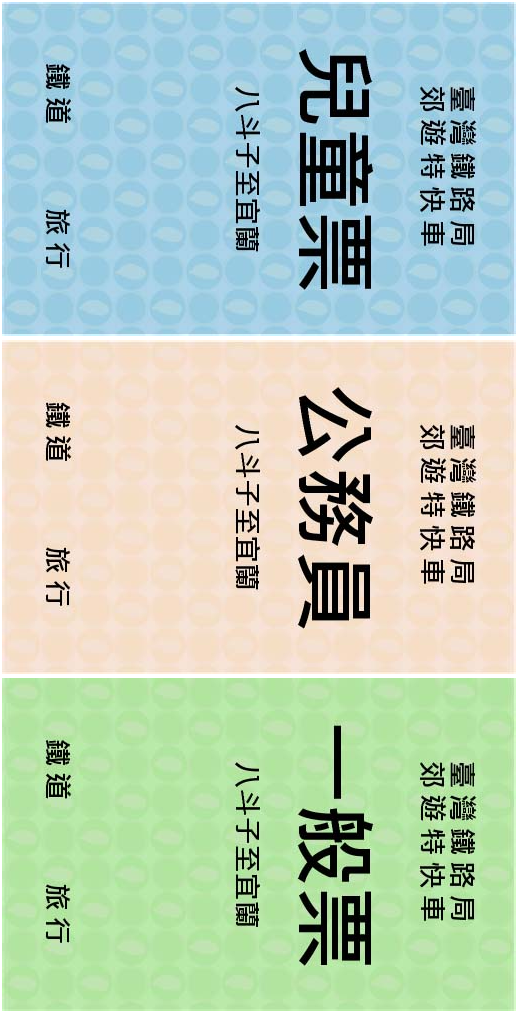 臺灣鐵路局
郊遊特快車
兒童票
八斗子至宜蘭
鐵道 旅行
臺灣鐵路局
郊遊特快車
公務員
八斗子至宜蘭
鐵道 旅行
臺灣鐵路局
郊遊特快車
一般票
八斗子至宜蘭
鐵道 旅行